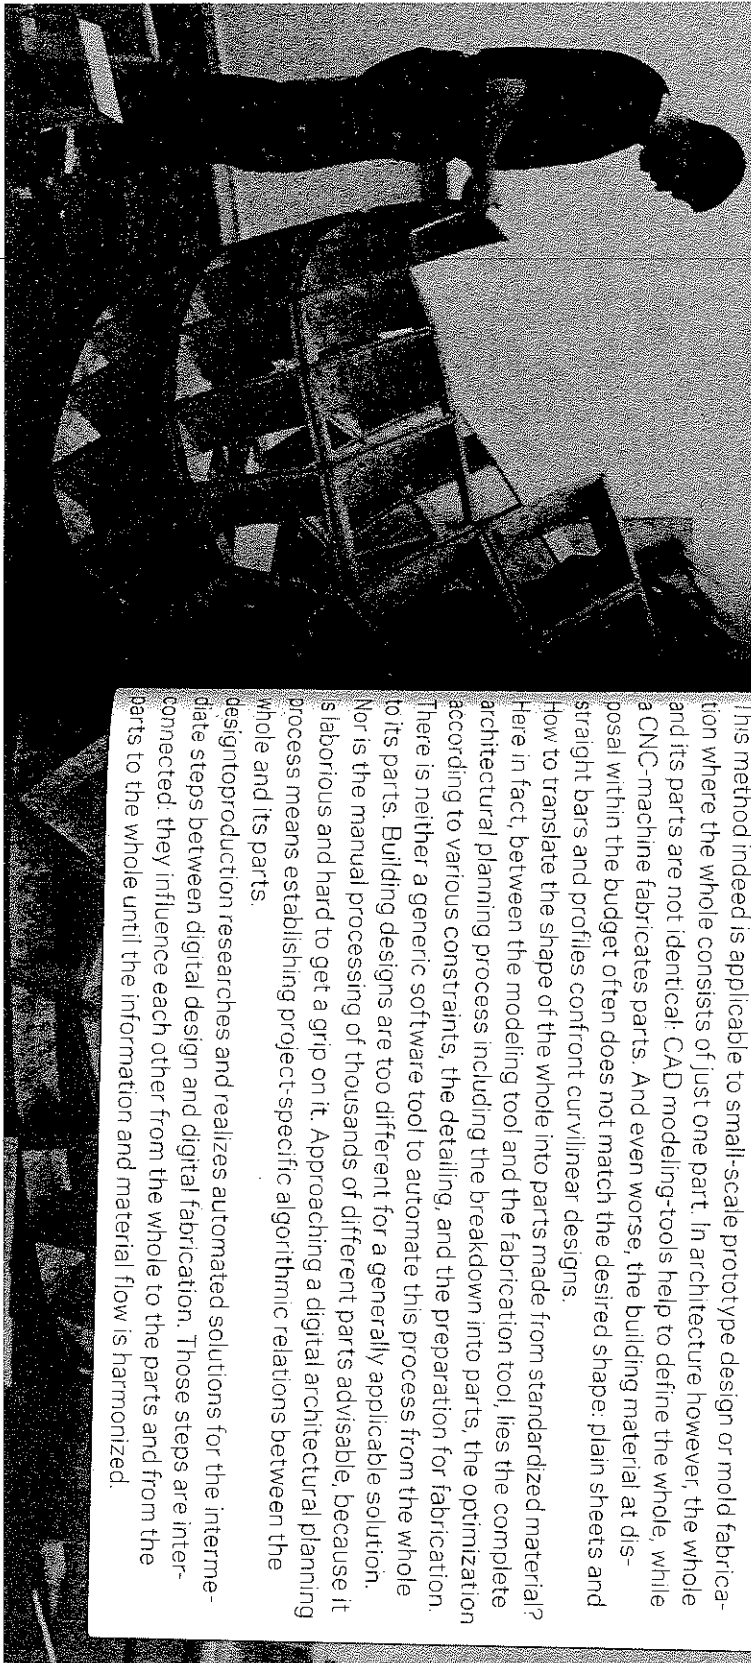 This method indeed is applicable to small-scale prototype design or mold fabrica-
tion where the whole consists of just one part. In architecture however, the whole
and its parts are not identical: CAD modeling-tools help to define the whole, while
a CNC-machine fabricates parts. And even worse, the building material at dis-
posal within the budget often does not match the desired shape: plain sheets and
straight bars and profiles confront curvilinear designs.
How to translate the shape of the whole into parts made from standardized material?
Here in fact, between the modeling tool and the fabrication tool, lies the complete
architectural planning process including the breakdown into parts, the optimization
according to various constraints, the detailing, and the preparation for fabrication.
There is neither a generic software tool to automate this process from the whole
to its parts. Building designs are too different for a generally applicable solution.
Nor is the manual processing of thousands of different parts advisable, because it
is laborious and hard to get a grip on it. Approaching a digital architectural planning
process means establishing project-specific algorithmic relations between the
whole and its parts.
designtoproduction researches and realizes automated solutions for the interme-
diate steps between digital design and digital fabrication. Those steps are inter-
connected: they influence each other from the whole to the parts and from the
parts to the whole until the information and material flow is harmonized.